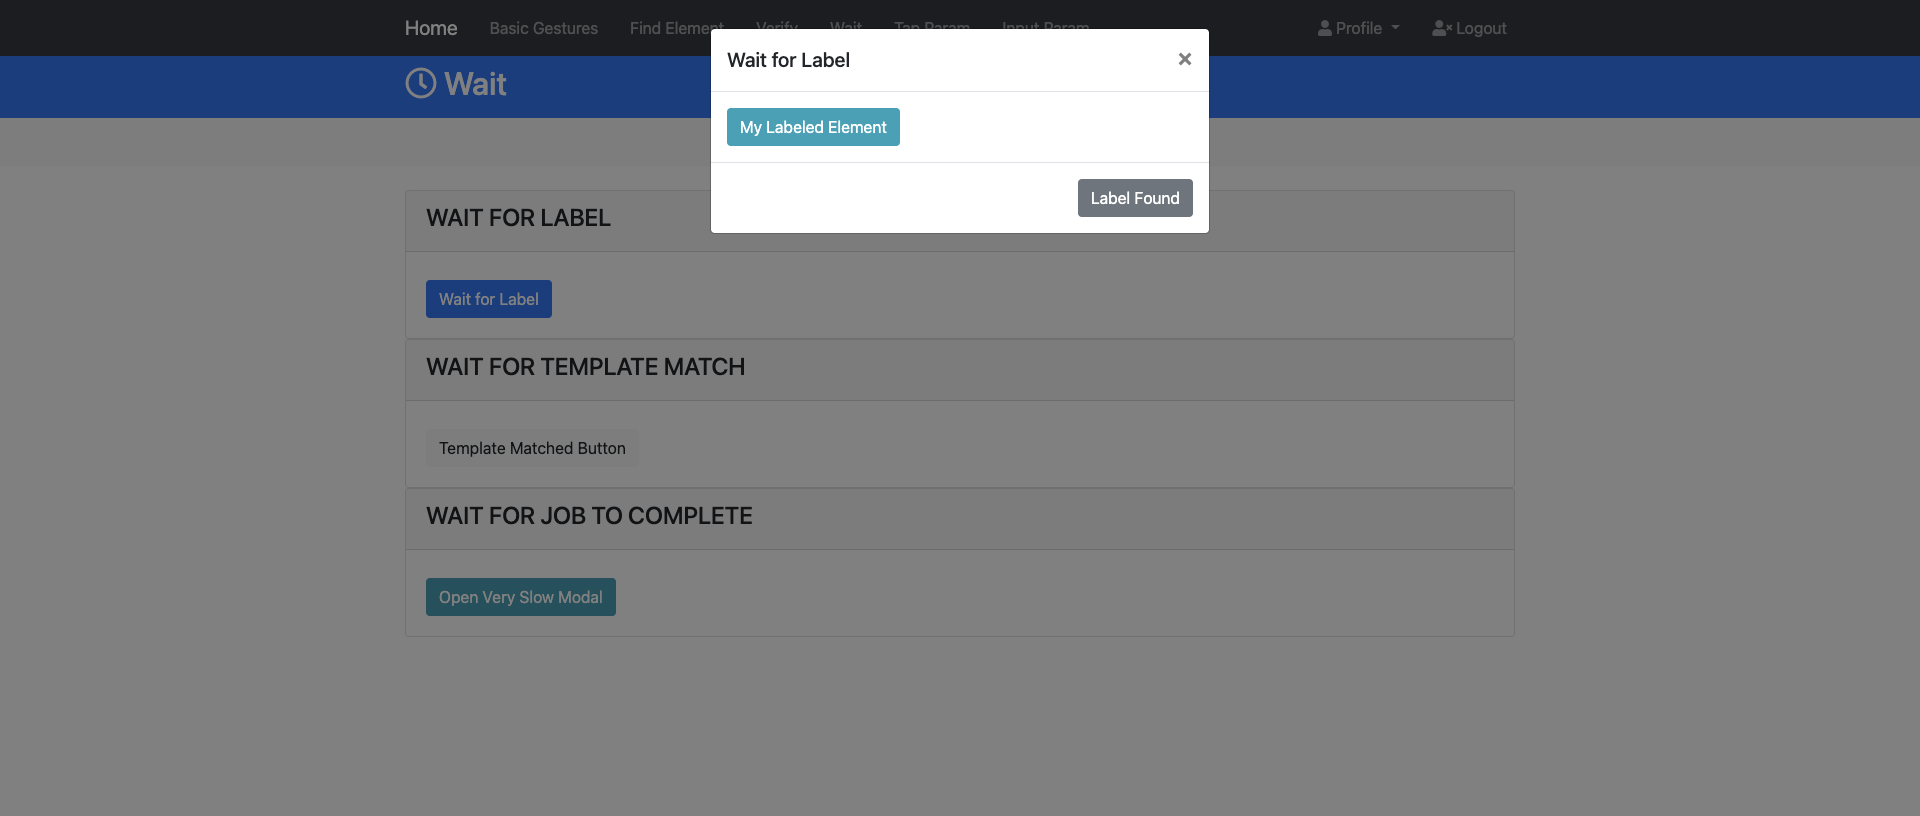 Home Basic Gestures Find Element Verify Wait Tap Param Input Param Profile Logout
Wait
Wait for Label ×
My Labeled Element
Label Found
WAIT FOR LABEL
Wait for Label
WAIT FOR TEMPLATE MATCH
Template Matched Button
WAIT FOR JOB TO COMPLETE
Open Very Slow Modal